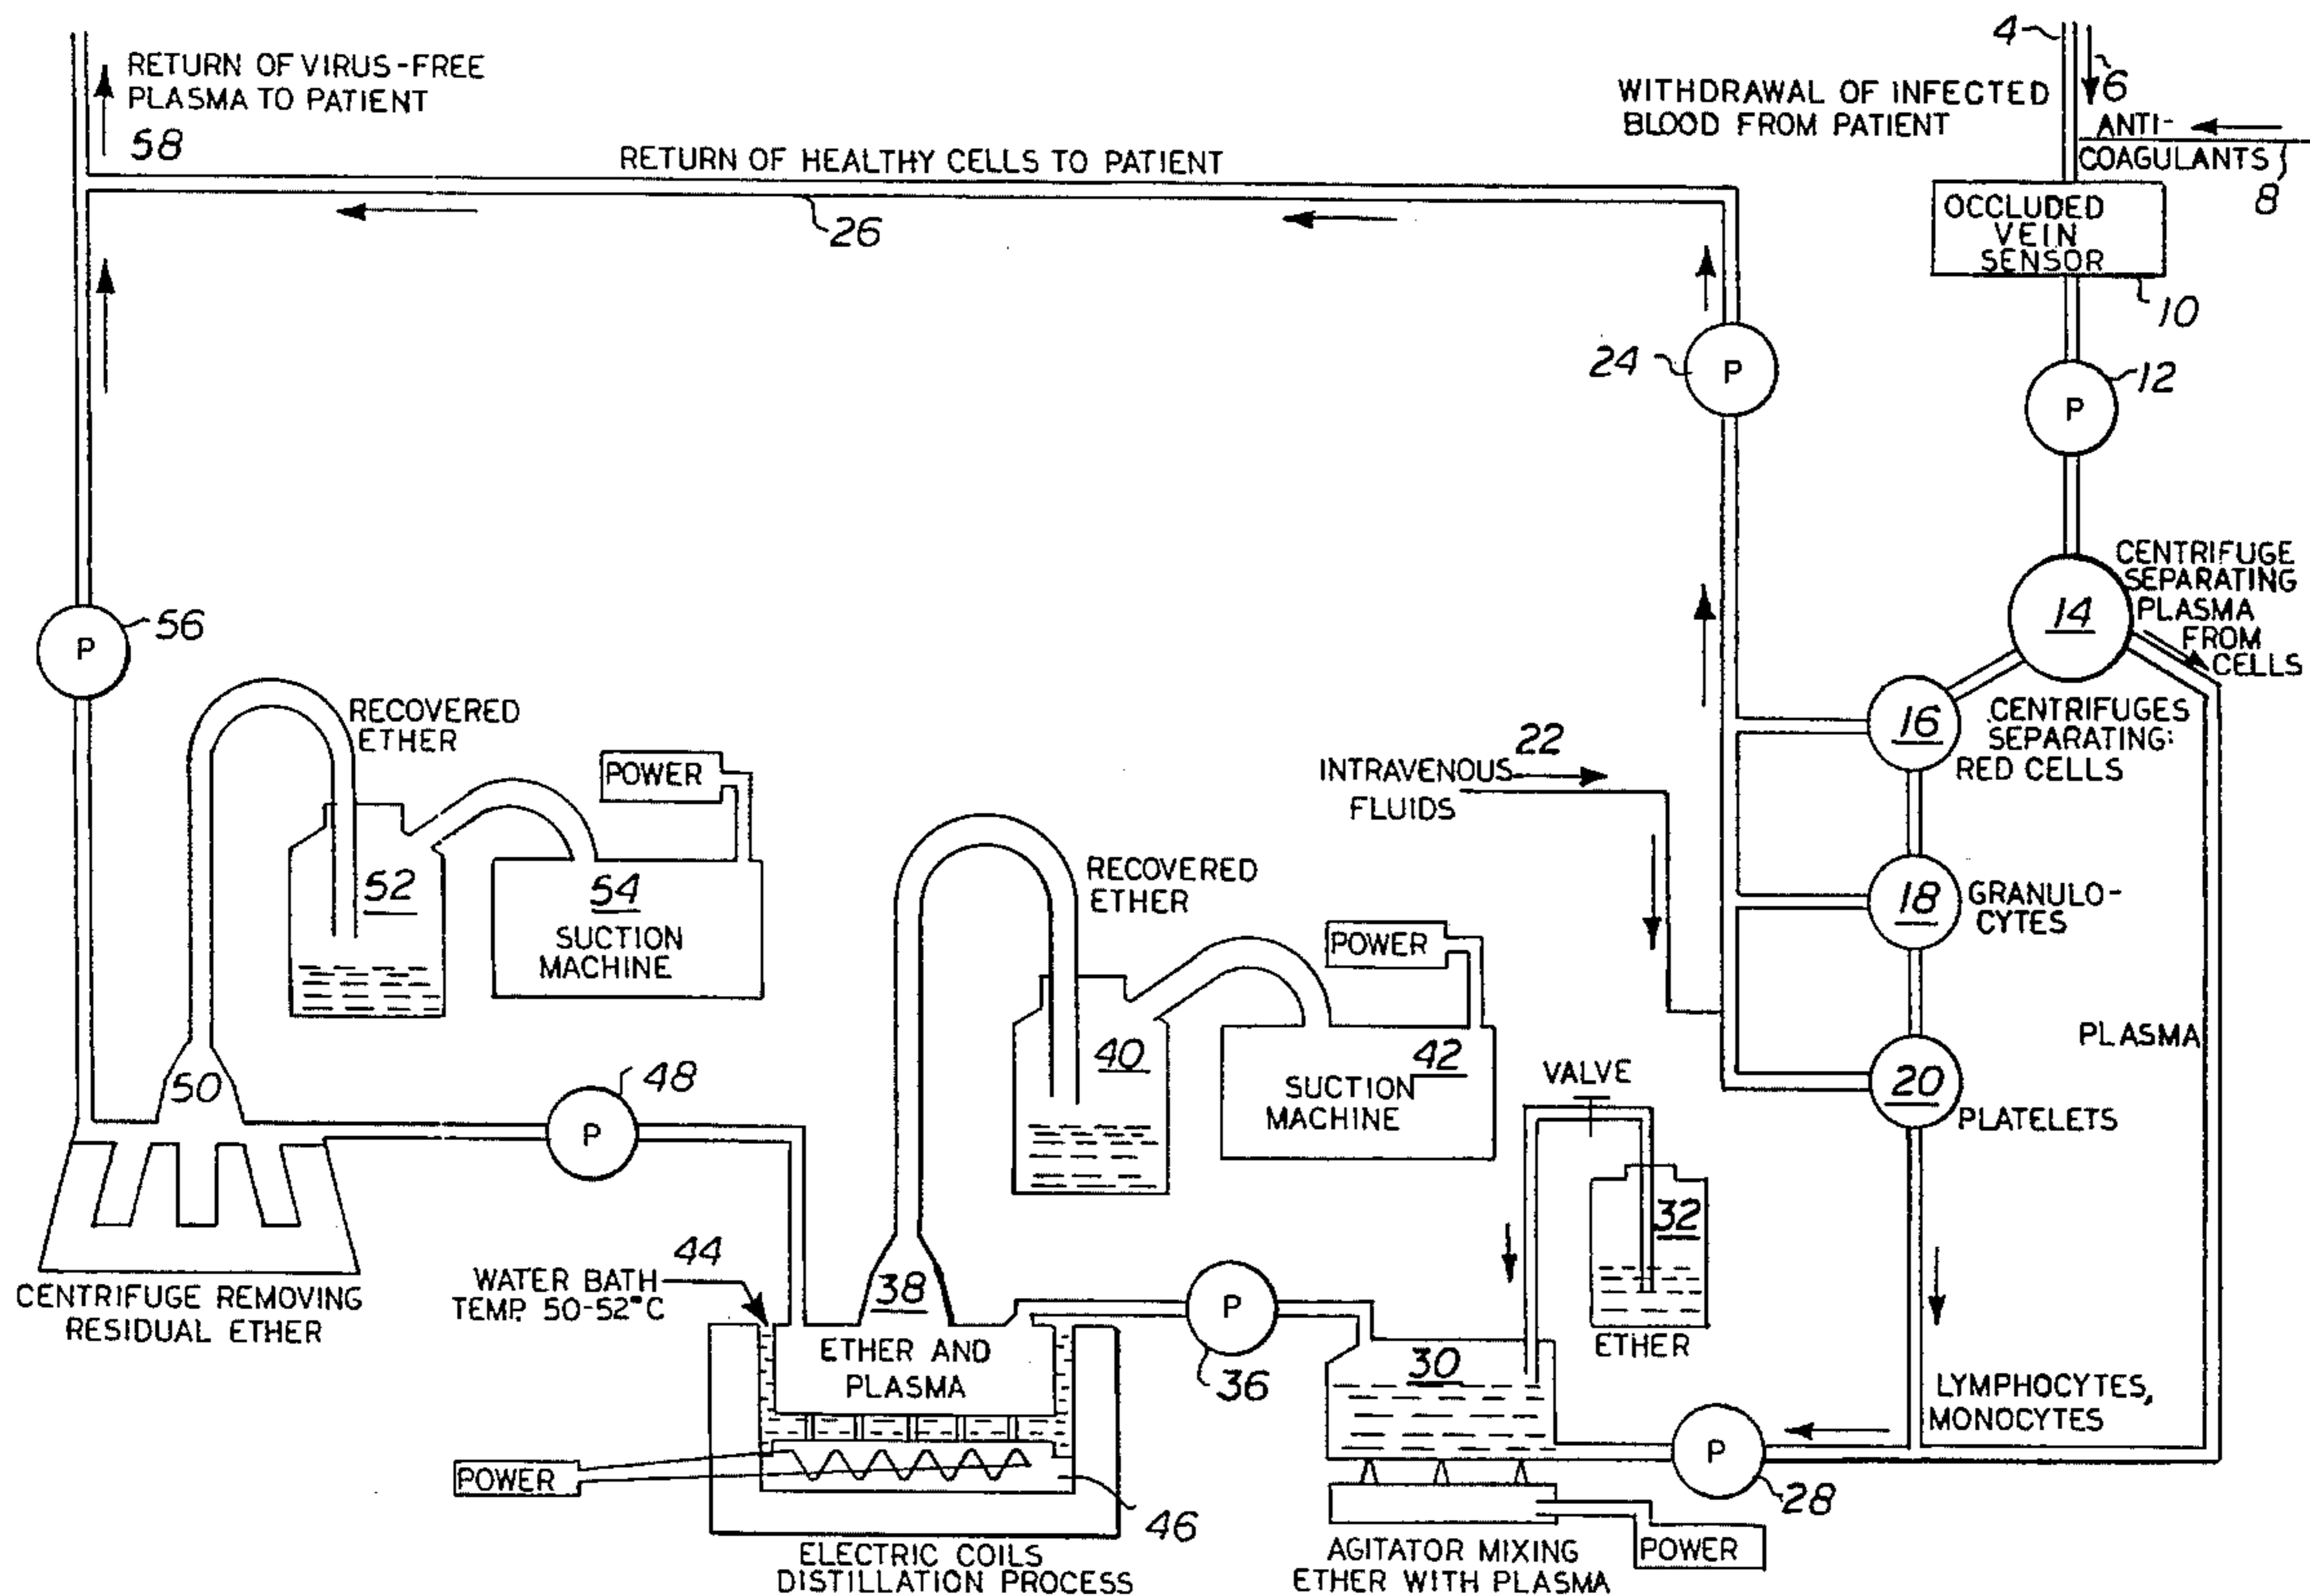 RETURN OF VIRUS-FREE
PLASMA TO PATIENT
58
RETURN OF HEALTHY CELLS TO PATIENT
26
4
6
WITHDRAWAL OF INFECTED
BLOOD FROM PATIENT
ANTI-
COAGULANTS
8
OCCLUDED
VEIN
SENSOR
10
24
P
P
12
CENTRIFUGE
SEPARATING
PLASMA
FROM
CELLS
14
56
P
RECOVERED
ETHER
POWER
52
54
SUCTION
MACHINE
22
INTRAVENOUS
FLUIDS
16
CENTRIFUGES
SEPARATING:
RED CELLS
18
GRANULO-
CYTES
20
PLATELETS
PLASMA
RECOVERED
ETHER
POWER
40
42
SUCTION
MACHINE
VALVE
32
ETHER
50
48
P
CENTRIFUGE REMOVING
RESIDUAL ETHER
44
WATER BATH
TEMP. 50-52°C
38
ETHER AND
PLASMA
P
36
30
LYMPHOCYTES,
MONOCYTES
P
28
POWER
46
ELECTRIC COILS
DISTILLATION PROCESS
AGITATOR MIXING
ETHER WITH PLASMA
POWER